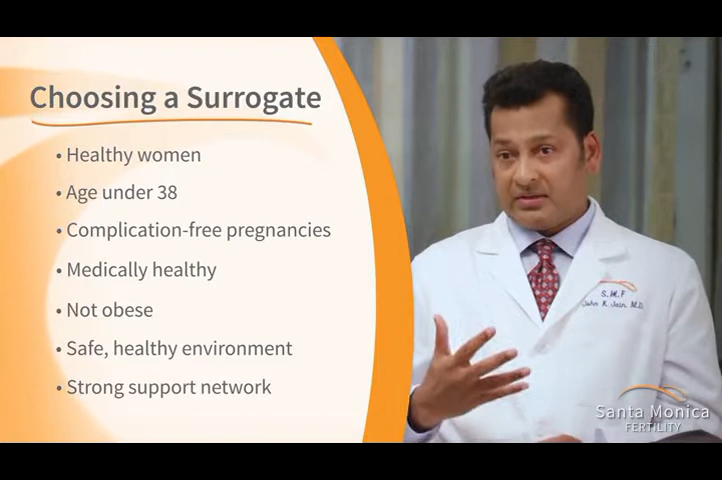 Choosing a Surrogate
• Healthy women
• Age under 38
• Complication-free pregnancies
• Medically healthy
• Not obese
• Safe, healthy environment
• Strong support network
S.M.F
John K. Jain, M.D.
Santa Monica
FERTILITY